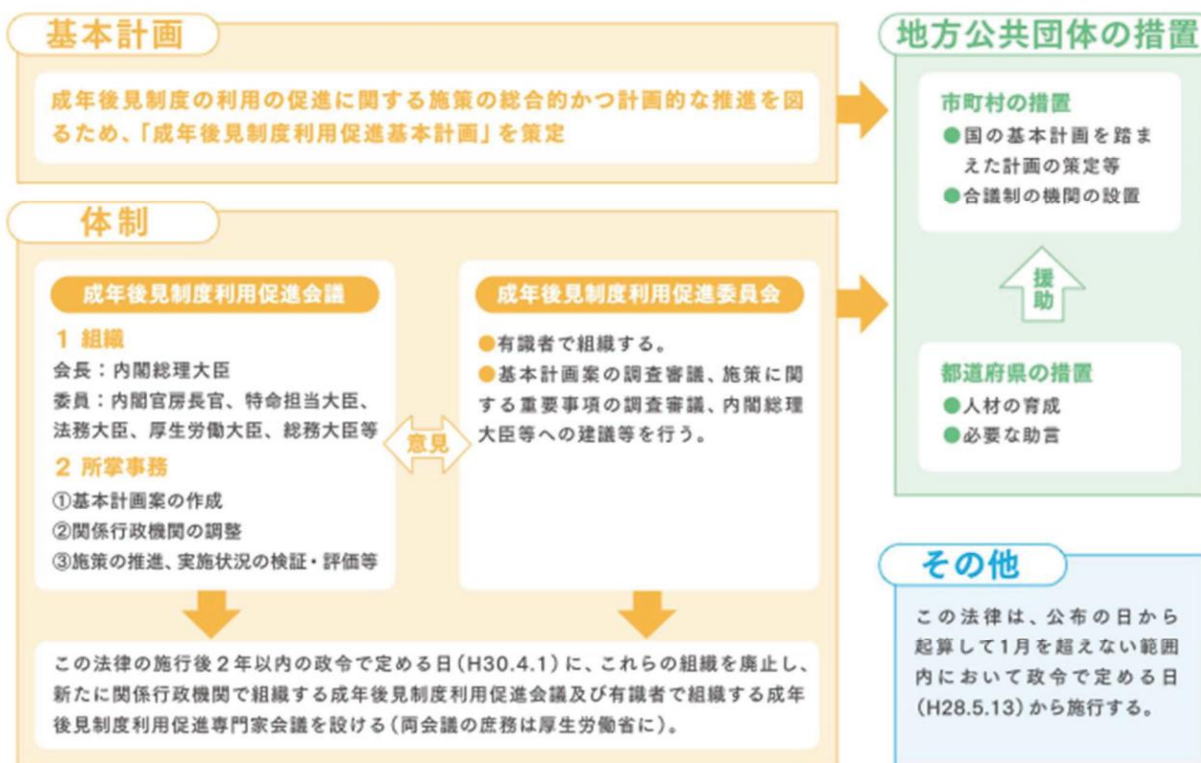 基本計画
成年後見制度の利用の促進に関する施策の総合的かつ計画的な推進を図
るため、「成年後見制度利用促進基本計画」を策定
体制
成年後見制度利用促進会議
1 組織
会長：内閣総理大臣
委員：内閣官房長官、特命担当大臣、
法務大臣、厚生労働大臣、総務大臣等
2 所掌事務
①基本計画案の作成
②関係行政機関の調整
③施策の推進、実施状況の検証・評価等
意見
成年後見制度利用促進委員会
●有識者で組織する。
●基本計画案の調査審議、施策に関
する重要事項の調査審議、内閣総理
大臣等への建議等を行う。
この法律の施行後２年以内の政令で定める日（H30.4.1）に、これらの組織を廃止し、
新たに関係行政機関で組織する成年後見制度利用促進会議及び有識者で組織する成年
後見制度利用促進専門家会議を設ける（両会議の庶務は厚生労働省に）。
地方公共団体の措置
市町村の措置
●国の基本計画を踏ま
えた計画の策定等
●合議制の機関の設置
援
助
都道府県の措置
●人材の育成
●必要な助言
その他
この法律は、公布の日から
起算して1月を超えない範囲
内において政令で定める日
（H28.5.13）から施行する。